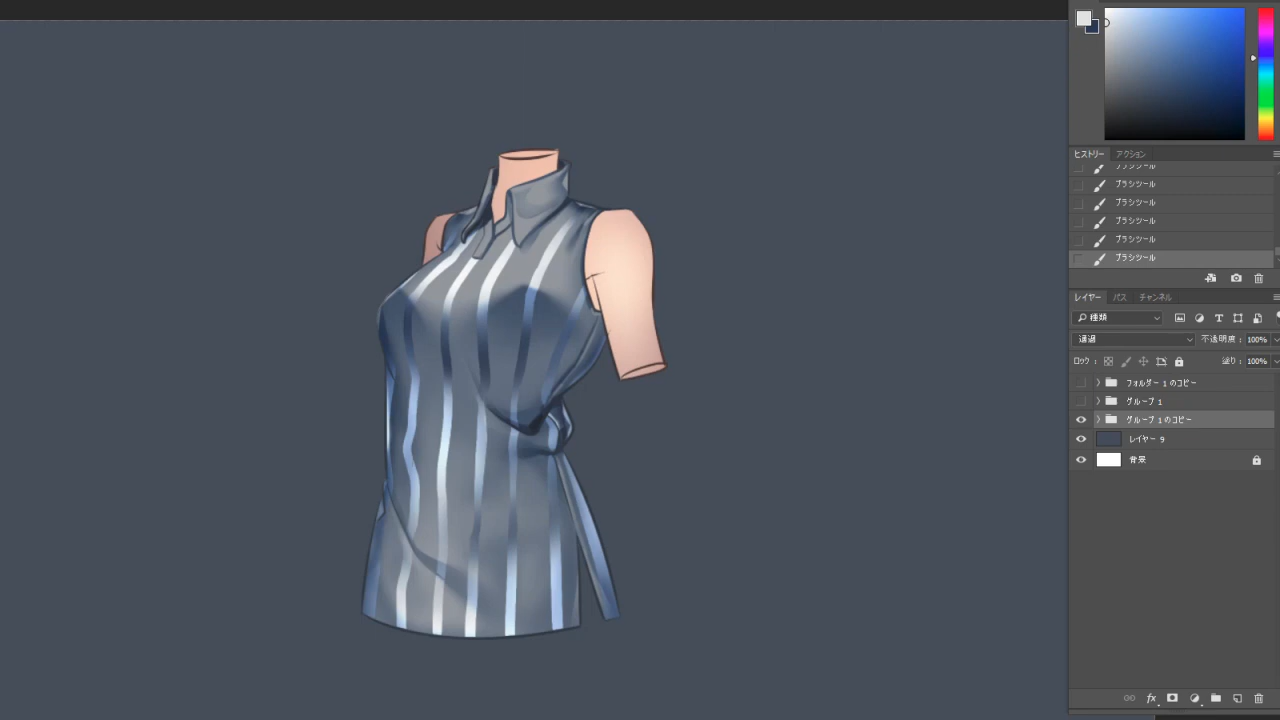 ヒストリー アクション
ブラシツール
ブラシツール
ブラシツール
ブラシツール
ブラシツール
ブラシツール
レイヤー パス チャンネル
種類
通過 不透明度: 100%
ロック: 塗り: 100%
フォルダー 1 のコピー
グループ 1
グループ 1 のコピー
レイヤー 9
背景
fx